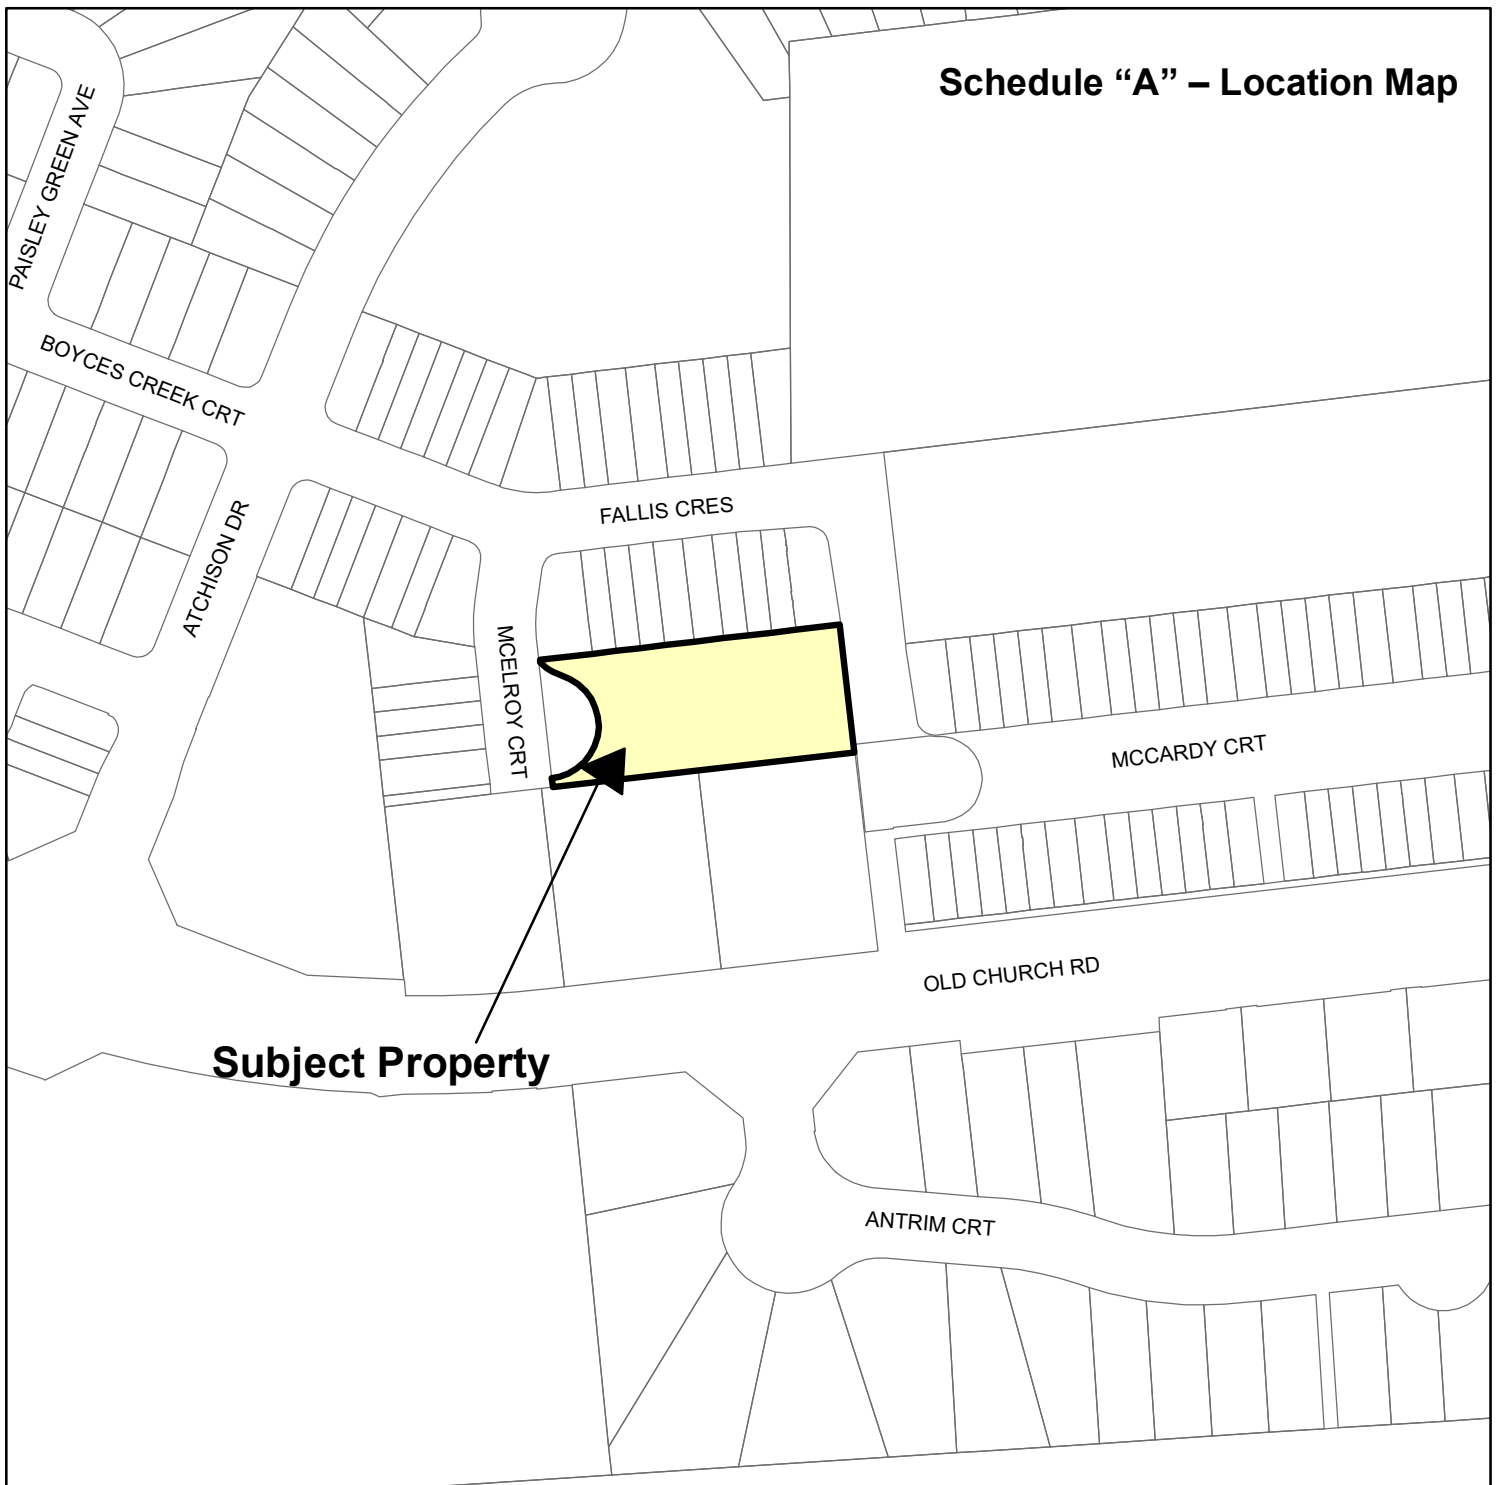 Schedule “A” – Location Map
PAISLEY GREEN AVE
BOYCES CREEK CRT
ATCHISON DR
FALLIS CRES
MCELROY CRT
MCCARDY CRT
OLD CHURCH RD
Subject Property
ANTRIM CRT